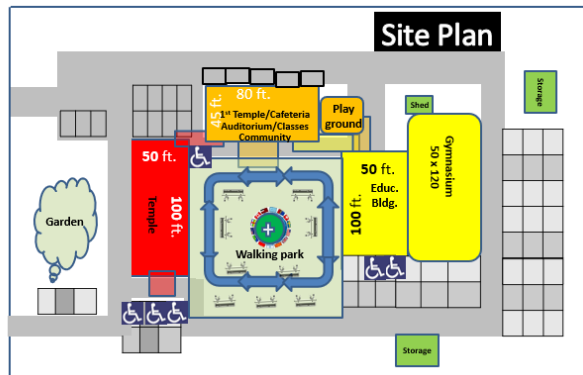 Site Plan
80 ft.
45 ft.
1st Temple/Cafeteria
Auditorium/Classes
Community
Play
ground
Shed
Storage
50 ft.
100 ft.
Temple
50 ft.
Educ.
Bldg.
100 ft.
Gymnasium
50 x 120
Garden
Walking park
Storage